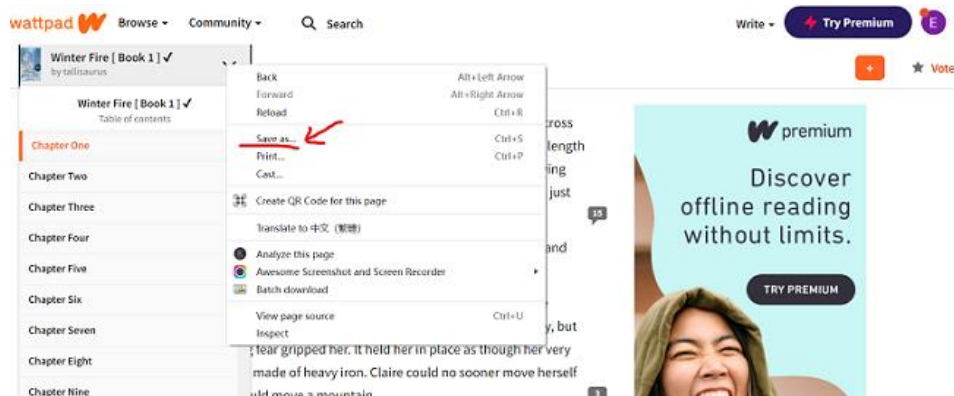 wattpad Browse Community Search Write Try Premium E
Winter Fire [ Book 1 ] ✓
by tallisaurus
+ Vote
Winter Fire [ Book 1 ] ✓
Table of contents
Chapter One
Chapter Two
Chapter Three
Chapter Four
Chapter Five
Chapter Six
Chapter Seven
Chapter Eight
Chapter Nine
Back Alt+Left Arrow
Forward Alt+Right Arrow
Reload Ctrl+R
Save as... Ctrl+S
Print... Ctrl+P
Cast...
Create QR Code for this page
Translate to 中文 (繁體)
Analyze this page
Awesome Screenshot and Screen Recorder
Batch download
View page source Ctrl+U
Inspect
length
just
15
and
, but
fear gripped her. It held her in place as though her very
made of heavy iron. Claire could no sooner move herself
move a mountain.
3
premium
Discover
offline reading
without limits.
TRY PREMIUM